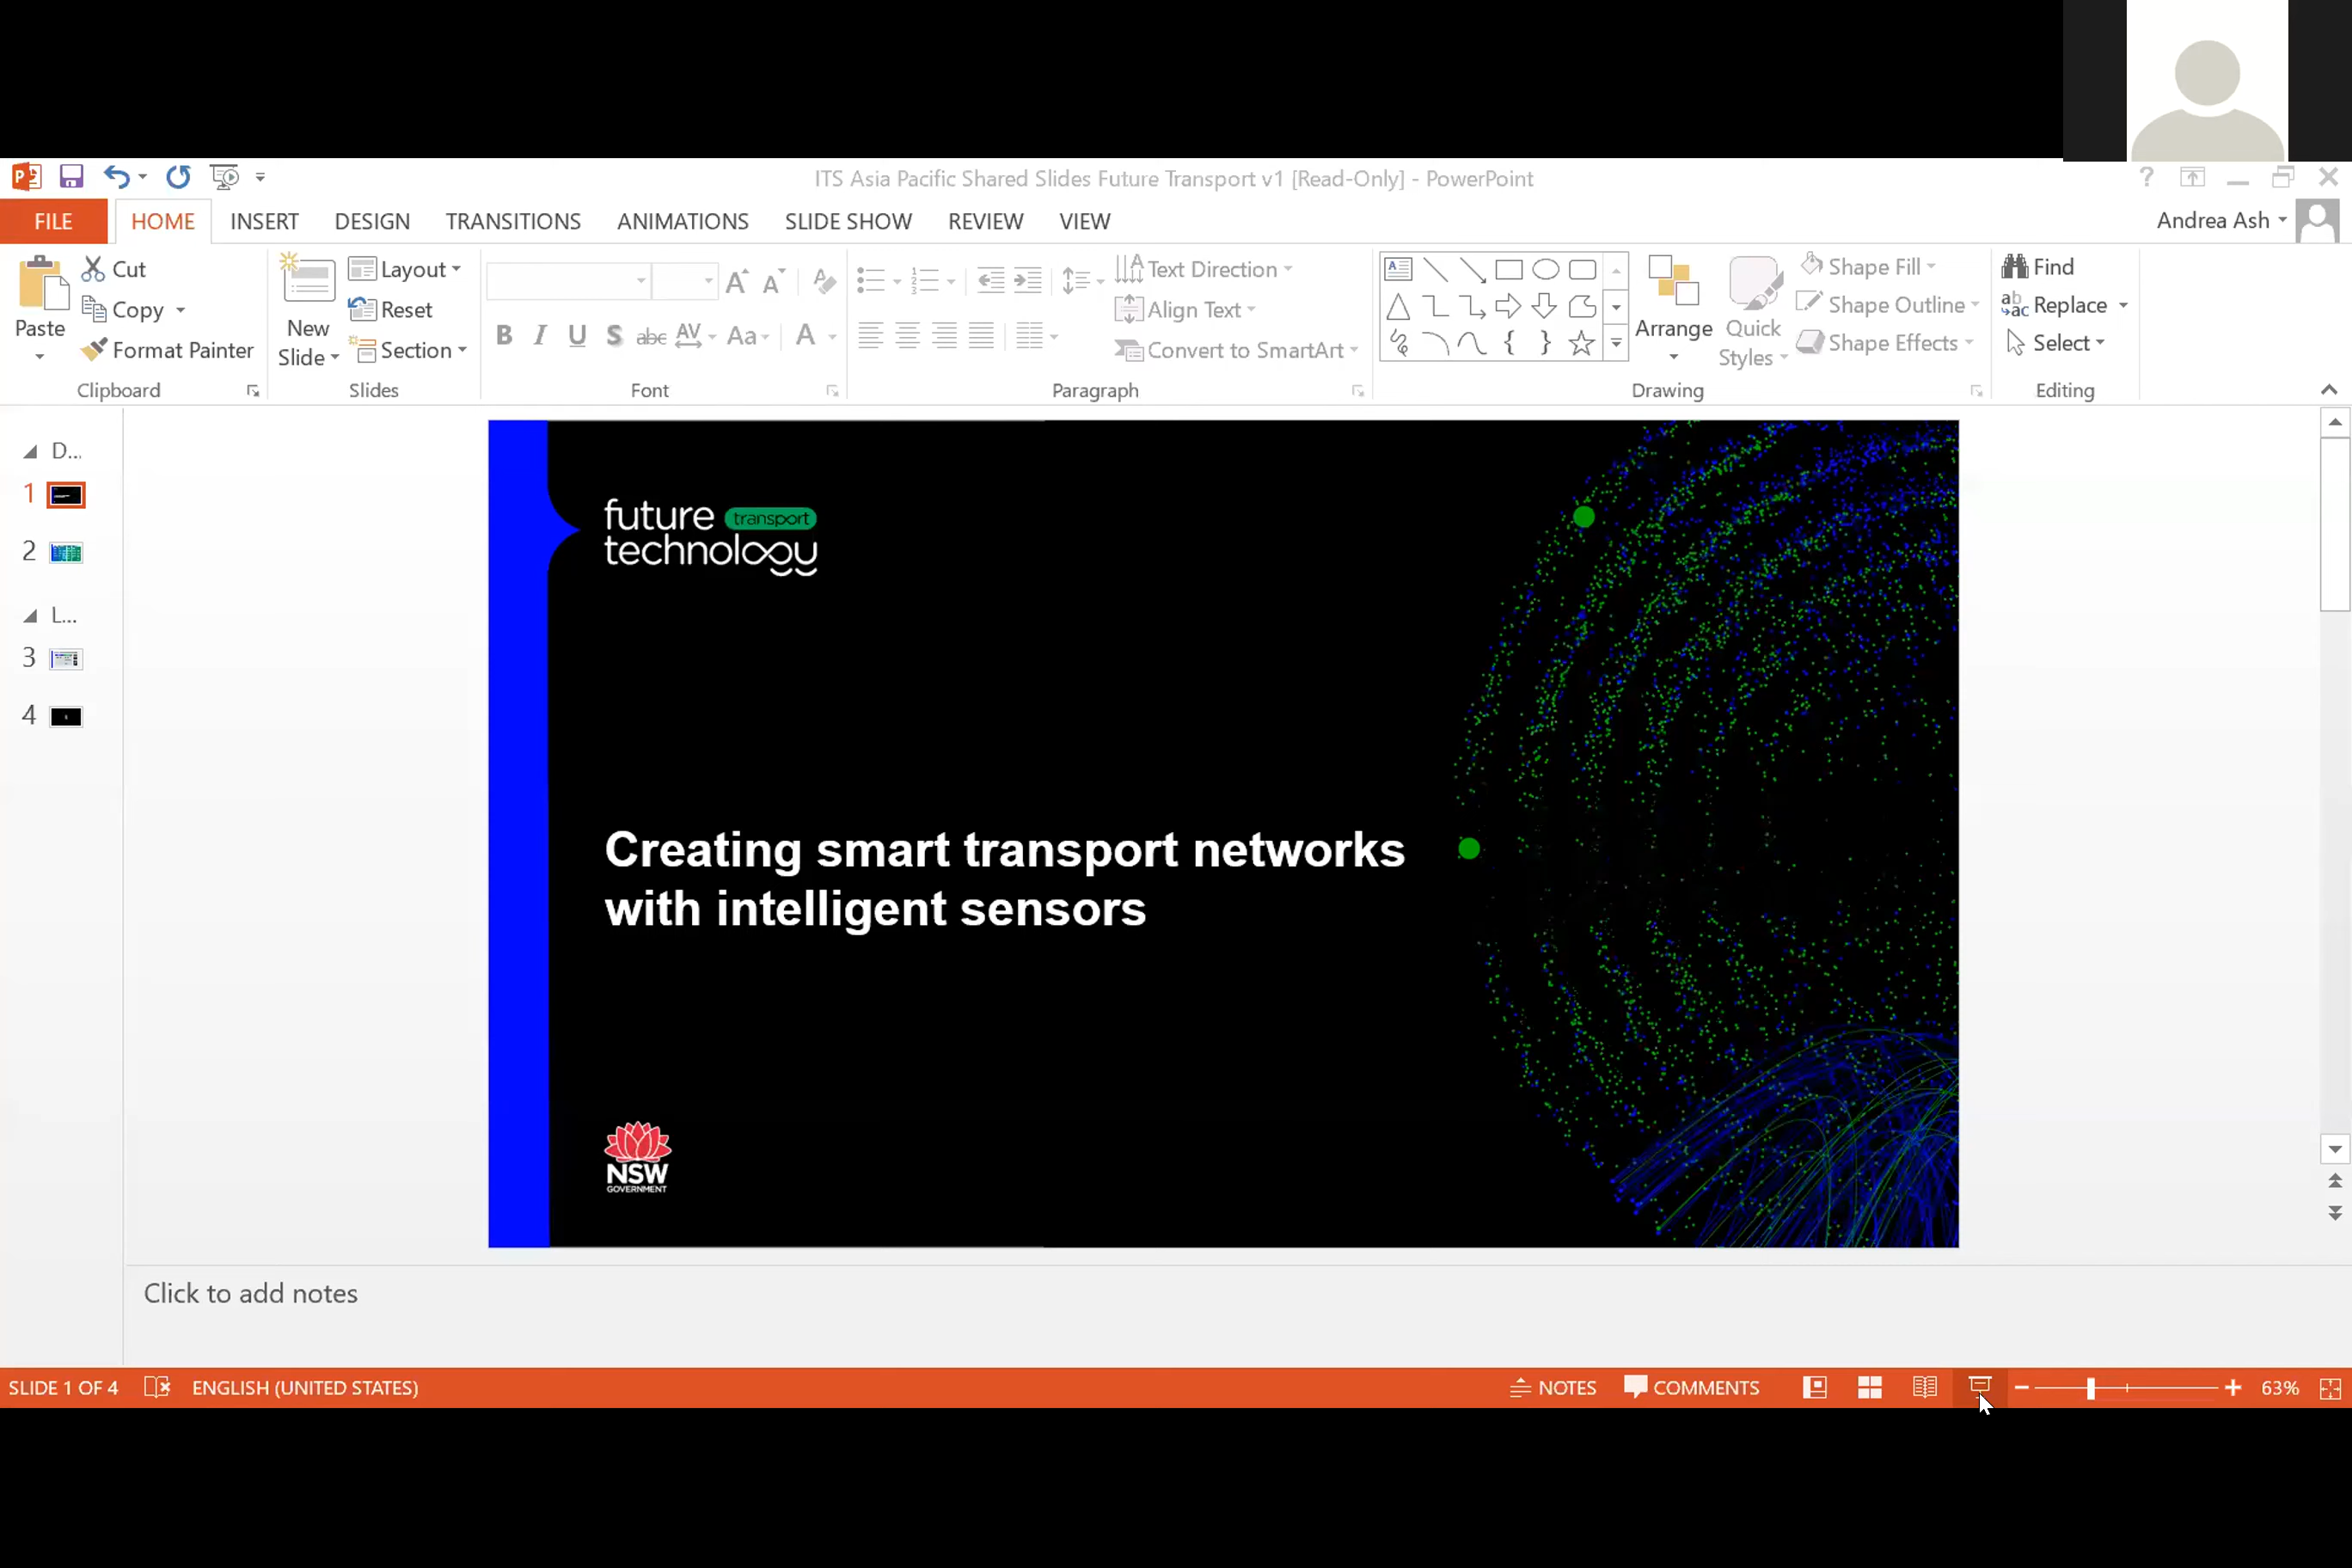 ITS Asia Pacific Shared Slides Future Transport v1 [Read-Only] - PowerPoint
FILE HOME INSERT DESIGN TRANSITIONS ANIMATIONS SLIDE SHOW REVIEW VIEW
Andrea Ash
Paste
Cut
Copy
Format Painter
Clipboard
New
Slide
Layout
Reset
Section
Slides
B I U S abc AV Aa A
Font
Text Direction
Align Text
Convert to SmartArt
Paragraph
Arrange
Quick
Styles
Shape Fill
Shape Outline
Shape Effects
Drawing
Find
Replace
Select
Editing
D...
1
2
L...
3
4
future transport
technology
Creating smart transport networks
with intelligent sensors
NSW
GOVERNMENT
Click to add notes
SLIDE 1 OF 4 ENGLISH (UNITED STATES) NOTES COMMENTS 63%